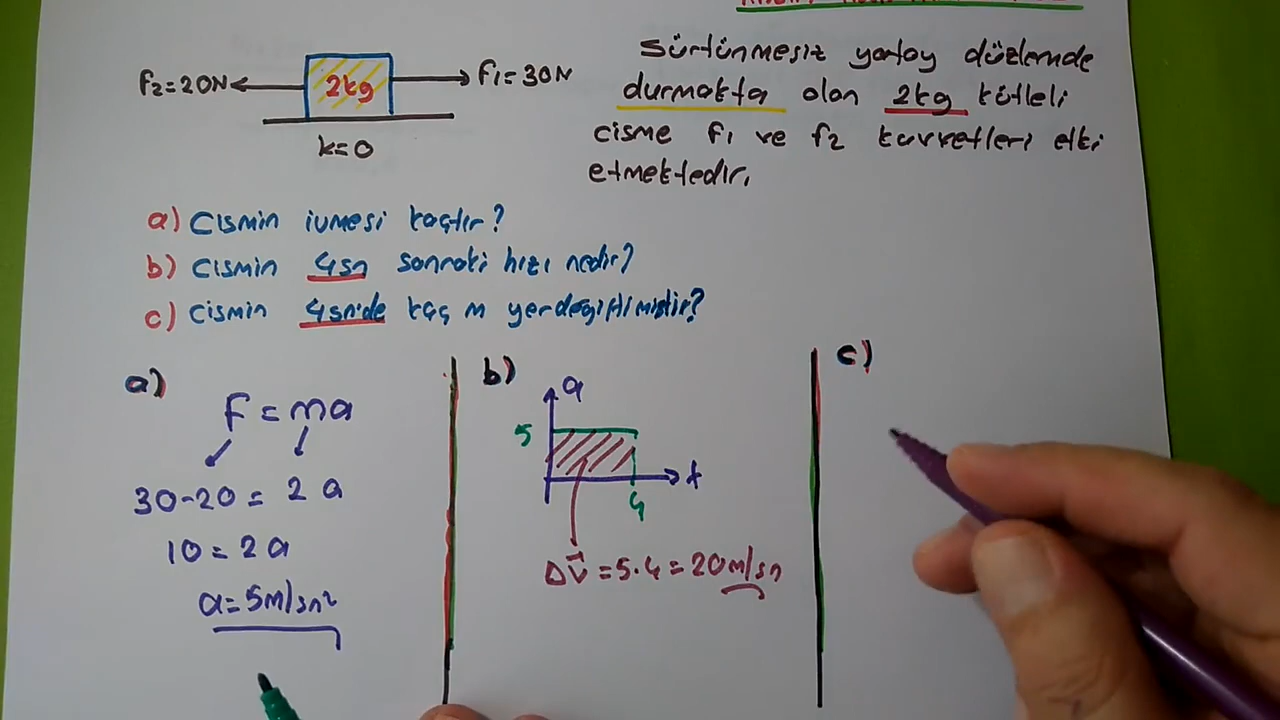 F₂=20N 2kg F₁=30N
k=0
Sürtünmesiz yatay düzlemde
durmakta olan 2kg kütleli
cisme F₁ ve F₂ kuvvetleri etki
etmektedir.
a) Cismin ivmesi kaçtır?
b) Cismin 4sn sonraki hızı nedir?
c) Cismin 4sn'de kaç m yerdeğiştirmiştir?
a)
F = ma
30-20 = 2 a
10 = 2 a
a = 5m/sn²
b)
a
5
t
4
ΔV⃗ = 5.4 = 20m/sn
c)